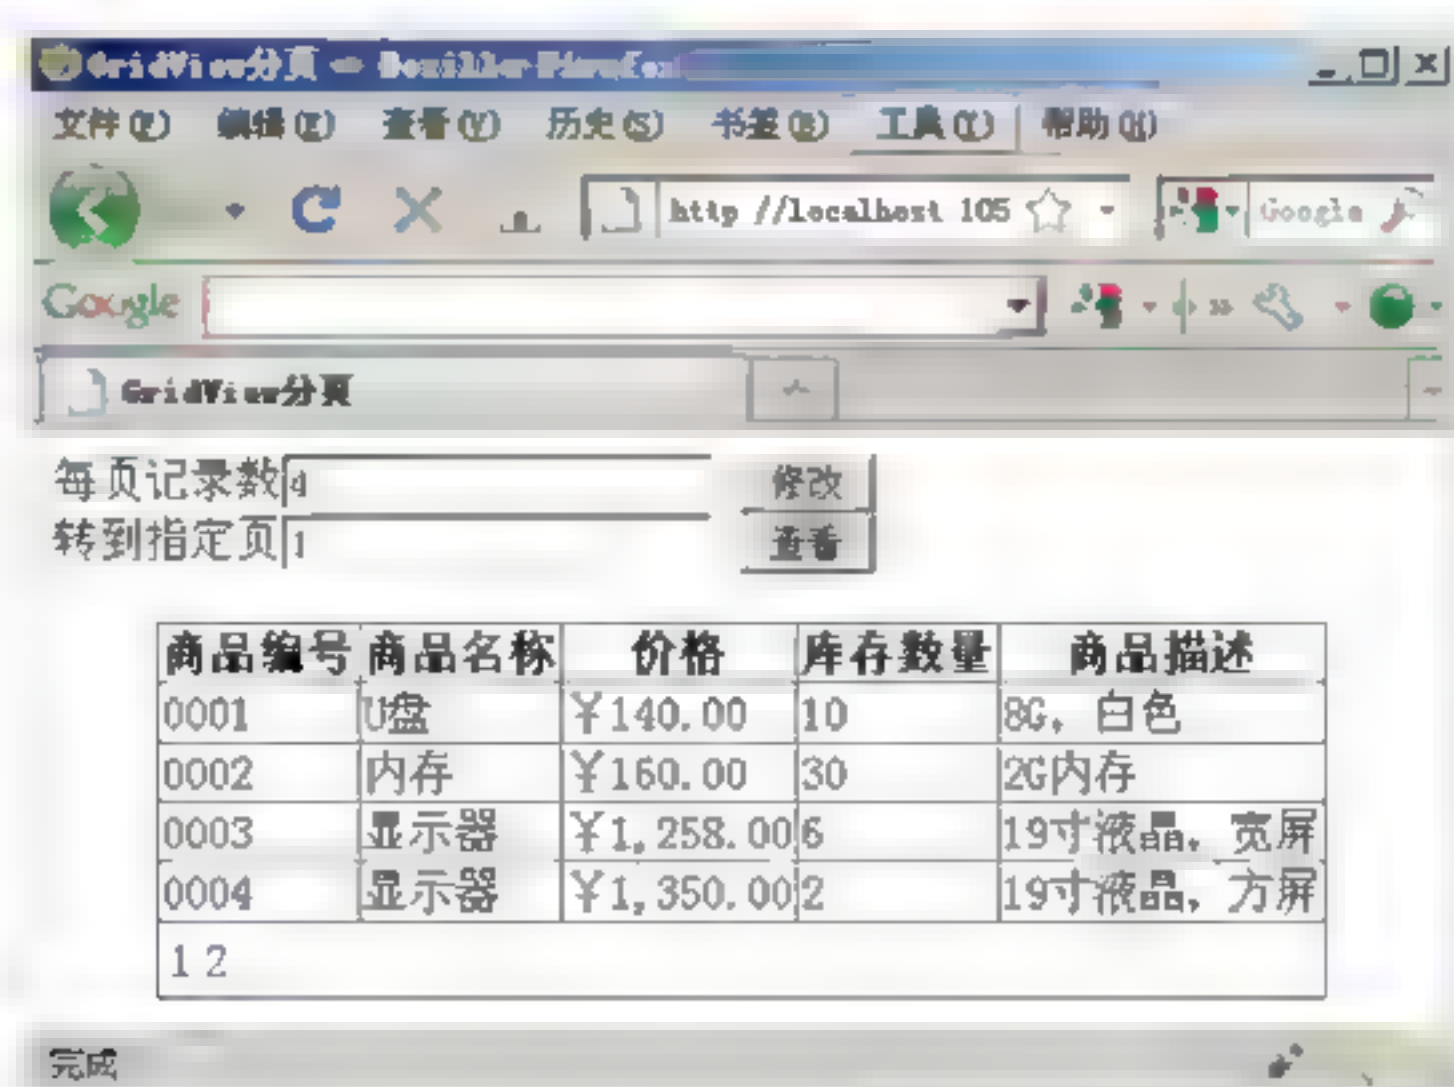 GridView分页 - Mozilla Firefox
文件(F) 编辑(E) 查看(V) 历史(S) 书签(B) 工具(T) 帮助(H)
http //localhost 105 Google
Google
GridView分页
每页记录数 4 修改
转到指定页 1 查看
商品编号 商品名称 价格 库存数量 商品描述
0001 U盘 ¥140.00 10 8G，白色
0002 内存 ¥160.00 30 2G内存
0003 显示器 ¥1,258.00 6 19寸液晶，宽屏
0004 显示器 ¥1,350.00 2 19寸液晶，方屏
1 2
完成